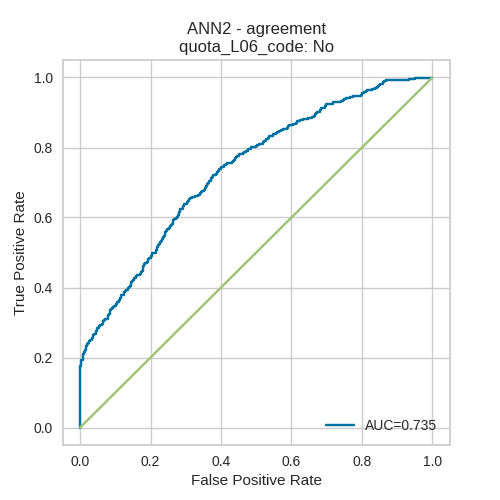 ANN2 - agreement
quota_L06_code: No
True Positive Rate
1.0
0.8
0.6
0.4
0.2
0.0
AUC=0.735
0.0 0.2 0.4 0.6 0.8 1.0
False Positive Rate